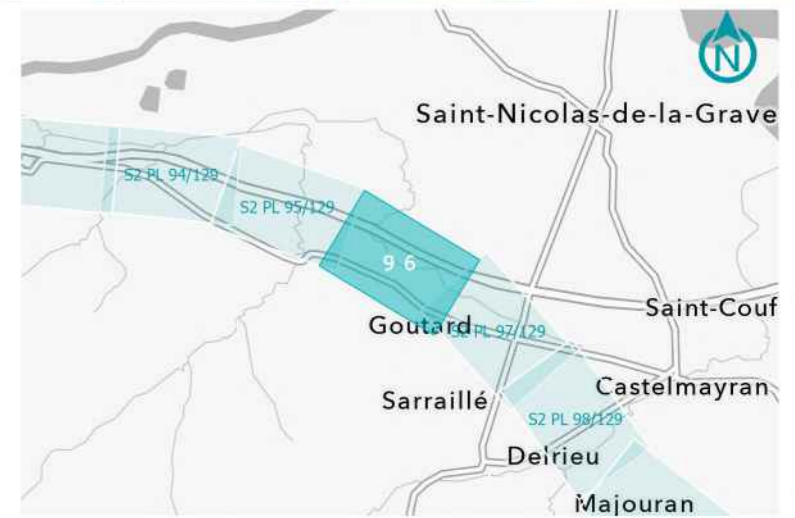 N
Saint-Nicolas-de-la-Grave
S2 PL 94/129
S2 PL 95/129
9 6
Saint-Couf
Goutard
S2 PL 97/129
Castelmayran
Sarraillé
S2 PL 98/129
Delrieu
Majouran